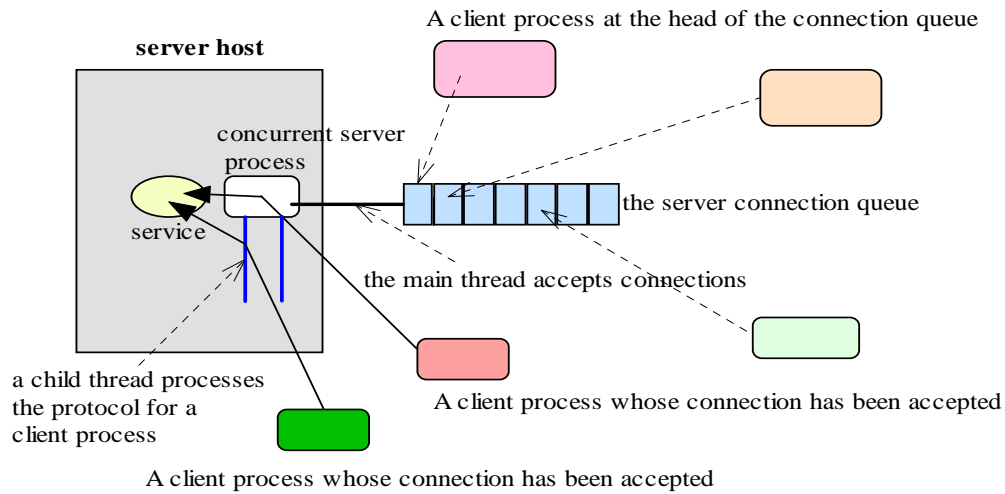 A client process at the head of the connection queue
server host
concurrent server
process
service
the server connection queue
the main thread accepts connections
a child thread processes
the protocol for a
client process
A client process whose connection has been accepted
A client process whose connection has been accepted